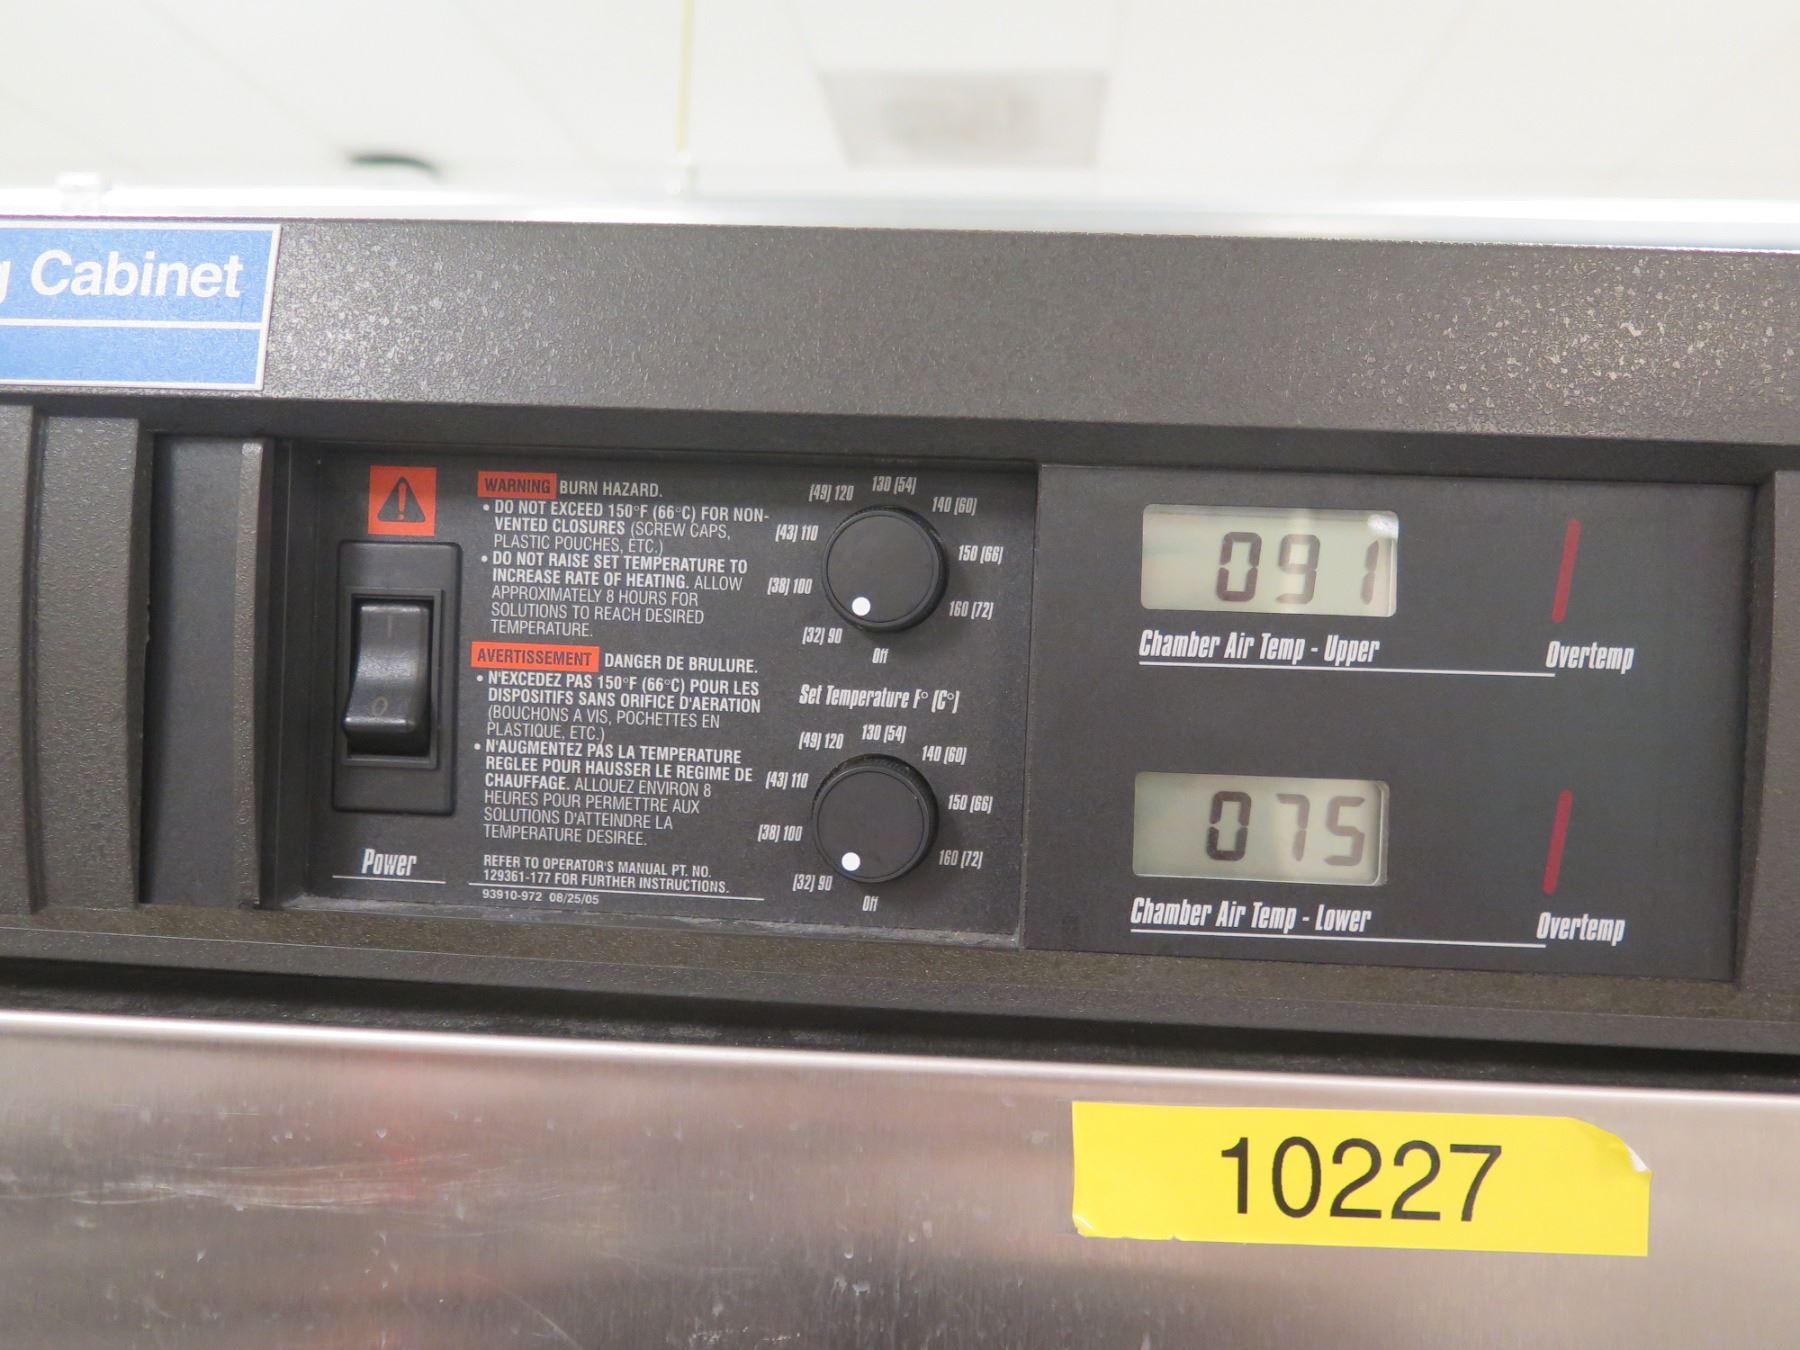 Cabinet
WARNING BURN HAZARD.
• DO NOT EXCEED 150°F (66°C) FOR NON-
VENTED CLOSURES (SCREW CAPS,
PLASTIC POUCHES, ETC.)
• DO NOT RAISE SET TEMPERATURE TO
INCREASE RATE OF HEATING. ALLOW
APPROXIMATELY 8 HOURS FOR
SOLUTIONS TO REACH DESIRED
TEMPERATURE.
AVERTISSEMENT DANGER DE BRULURE.
• N'EXCEDEZ PAS 150°F (66°C) POUR LES
DISPOSITIFS SANS ORIFICE D'AERATION
(BOUCHONS A VIS, POCHETTES EN
PLASTIQUE, ETC.)
• N'AUGMENTEZ PAS LA TEMPERATURE
REGLEE POUR HAUSSER LE REGIME DE
CHAUFFAGE. ALLOUEZ ENVIRON 8
HEURES POUR PERMETTRE AUX
SOLUTIONS D'ATTEINDRE LA
TEMPERATURE DESIREE.
REFER TO OPERATOR'S MANUAL PT. NO.
129361-177 FOR FURTHER INSTRUCTIONS.
93910-972 08/25/05
I
O
Power
[49] 120 130 [54]
140 [60]
[43] 110
150 [66]
[38] 100
160 [72]
[32] 90
Off
Set Temperature F° [C°]
[49] 120 130 [54]
140 [60]
[43] 110
150 [66]
[38] 100
160 [72]
[32] 90
Off
091
Chamber Air Temp - Upper
Overtemp
075
Chamber Air Temp - Lower
Overtemp
10227